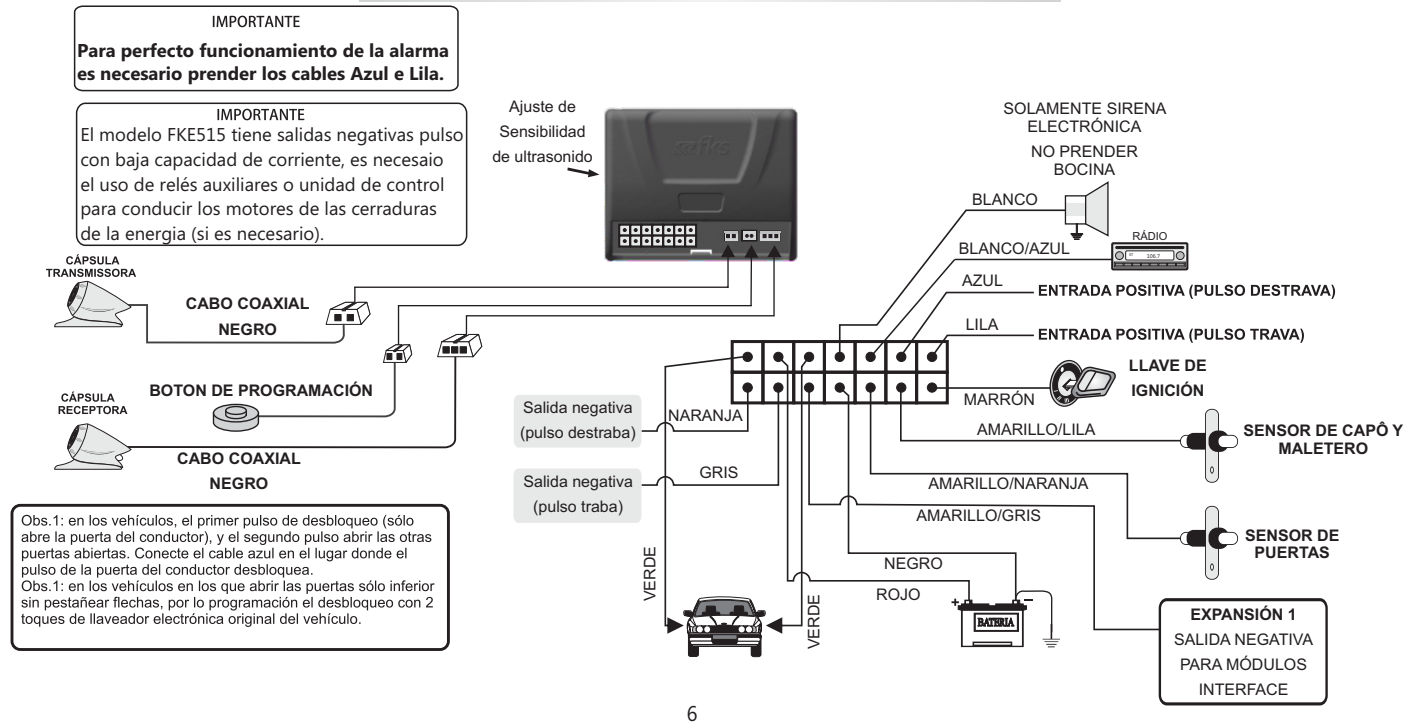 IMPORTANTE
Para perfecto funcionamiento de la alarma
es necesario prender los cables Azul e Lila.
IMPORTANTE
El modelo FKE515 tiene salidas negativas pulso
con baja capacidad de corriente, es necesaio
el uso de relés auxiliares o unidad de control
para conducir los motores de las cerraduras
de la energia (si es necesario).
Ajuste de
Sensibilidad
de ultrasonido
fks
SOLAMENTE SIRENA
ELECTRÓNICA
NO PRENDER
BOCINA
BLANCO
RÁDIO
106.7
BLANCO/AZUL
AZUL
ENTRADA POSITIVA (PULSO DESTRAVA)
LILA
ENTRADA POSITIVA (PULSO TRAVA)
CÁPSULA
TRANSMISSORA
CABO COAXIAL
NEGRO
BOTON DE PROGRAMACIÓN
CÁPSULA
RECEPTORA
CABO COAXIAL
NEGRO
LLAVE DE
IGNICIÓN
MARRÓN
Salida negativa
(pulso destraba)
NARANJA
AMARILLO/LILA
SENSOR DE CAPÔ Y
MALETERO
Salida negativa
(pulso traba)
GRIS
AMARILLO/NARANJA
AMARILLO/GRIS
SENSOR DE
PUERTAS
Obs.1: en los vehículos, el primer pulso de desbloqueo (sólo
abre la puerta del conductor), y el segundo pulso abrir las otras
puertas abiertas. Conecte el cable azul en el lugar donde el
pulso de la puerta del conductor desbloquea.
Obs.1: en los vehículos en los que abrir las puertas sólo inferior
sin pestañear flechas, por lo programación el desbloqueo con 2
toques de llaveador electrónica original del vehículo.
VERDE
VERDE
NEGRO
ROJO
+
−
BATERIA
EXPANSIÓN 1
SALIDA NEGATIVA
PARA MÓDULOS
INTERFACE
6